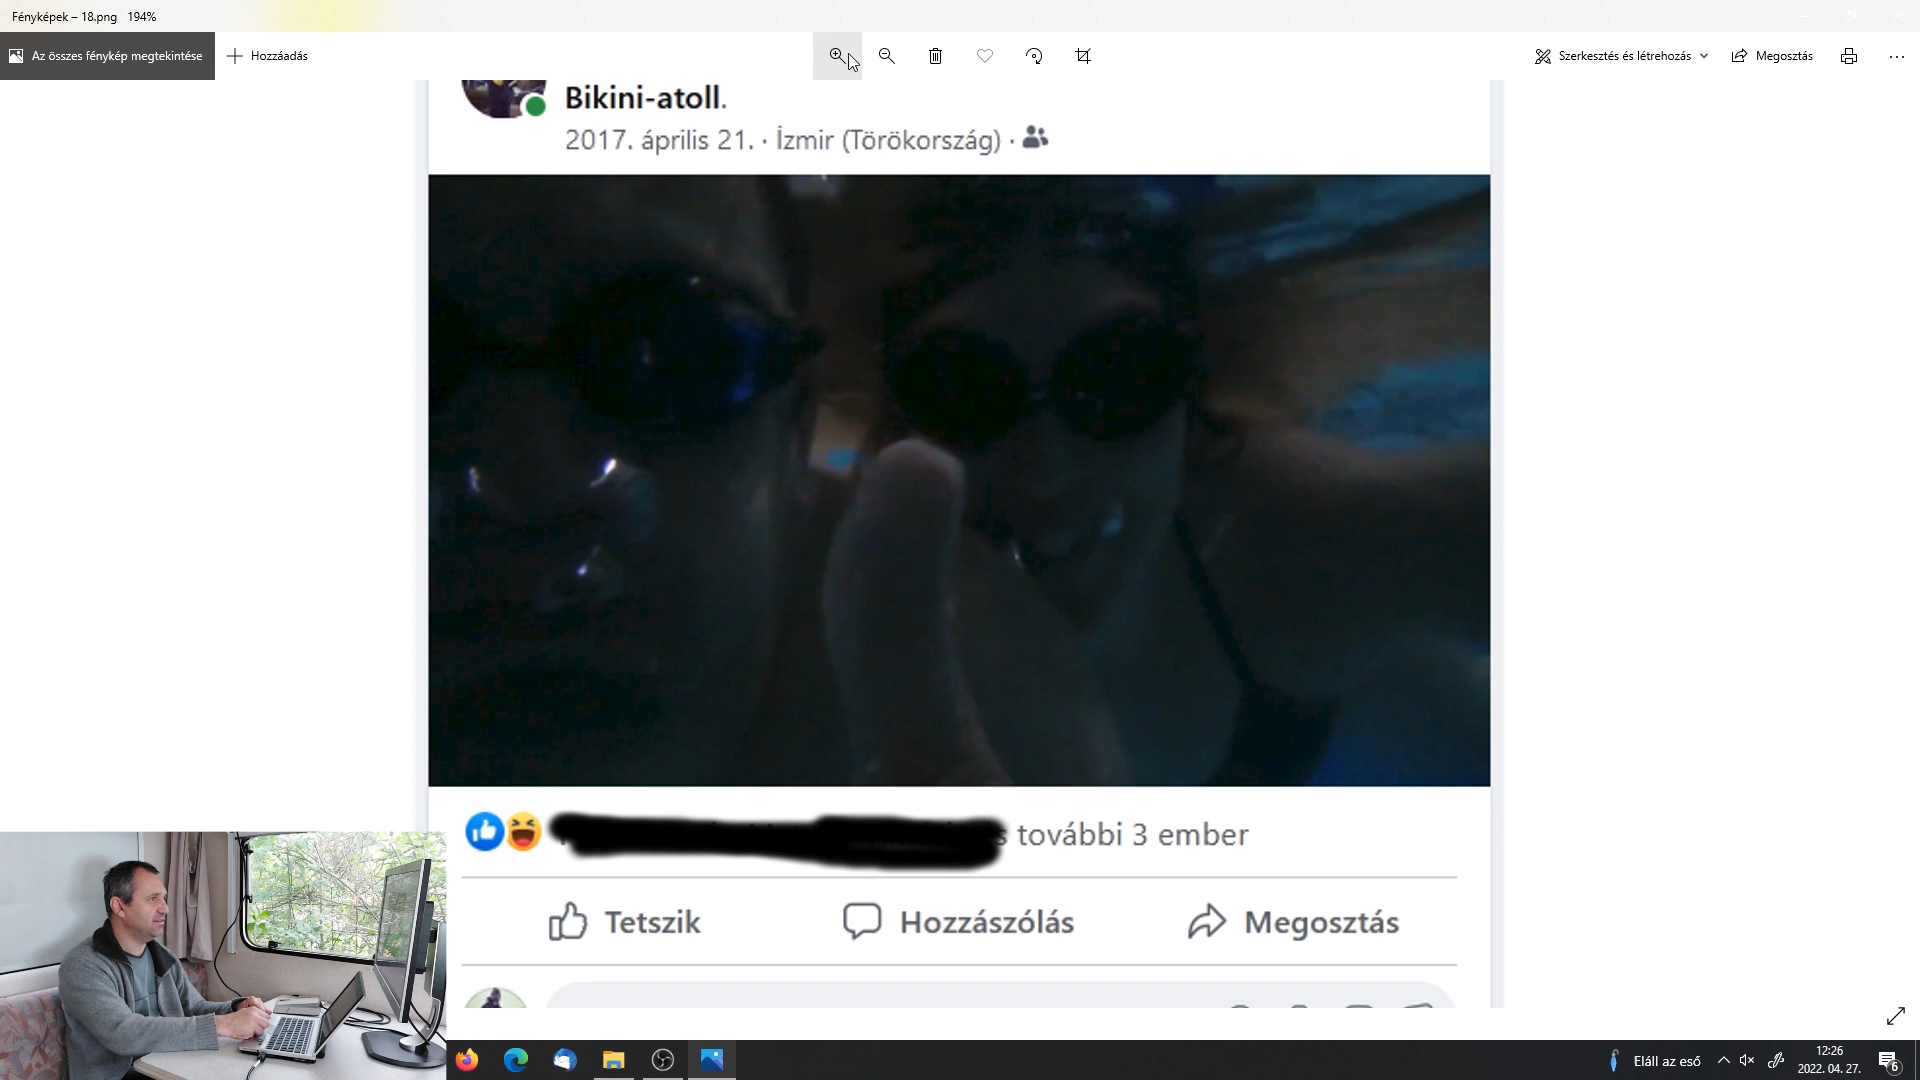 Fényképek – 18.png 194%
Az összes fénykép megtekintése
Hozzáadás
Szerkesztés és létrehozás
Megosztás
Bikini-atoll.
2017. április 21. · İzmir (Törökország) ·
további 3 ember
Tetszik
Hozzászólás
Megosztás
Eláll az eső
12:26
2022. 04. 27.
6